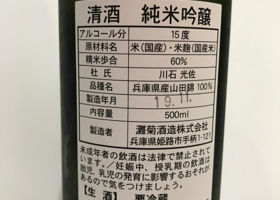 清酒 純米吟醸
アルコール分 15度
原材料名 米(国産)・米麹(国産米)
精米歩合 60%
杜氏 川石 光佐
品種名 兵庫県産山田錦 100%
製造年月 19.11.
内容量 500ml
製造者 灘菊酒造株式会社
兵庫県姫路市手柄1
未成年者の飲酒は法律で禁止されて
います。／妊娠中、授乳期の飲酒は
胎児、乳児の発育に影響するおそれが
あるので気をつけましょう。
【生酒】 要冷蔵